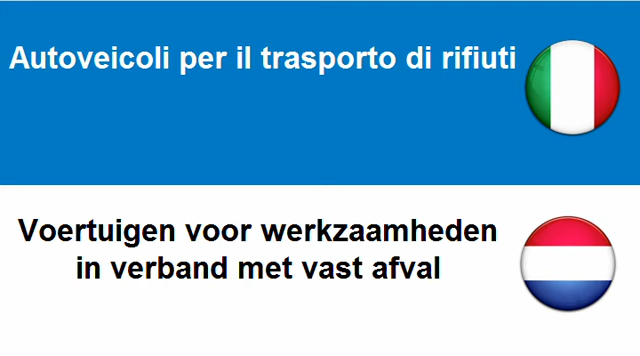 Autoveicoli per il trasporto di rifiuti
Voertuigen voor werkzaamheden
in verband met vast afval